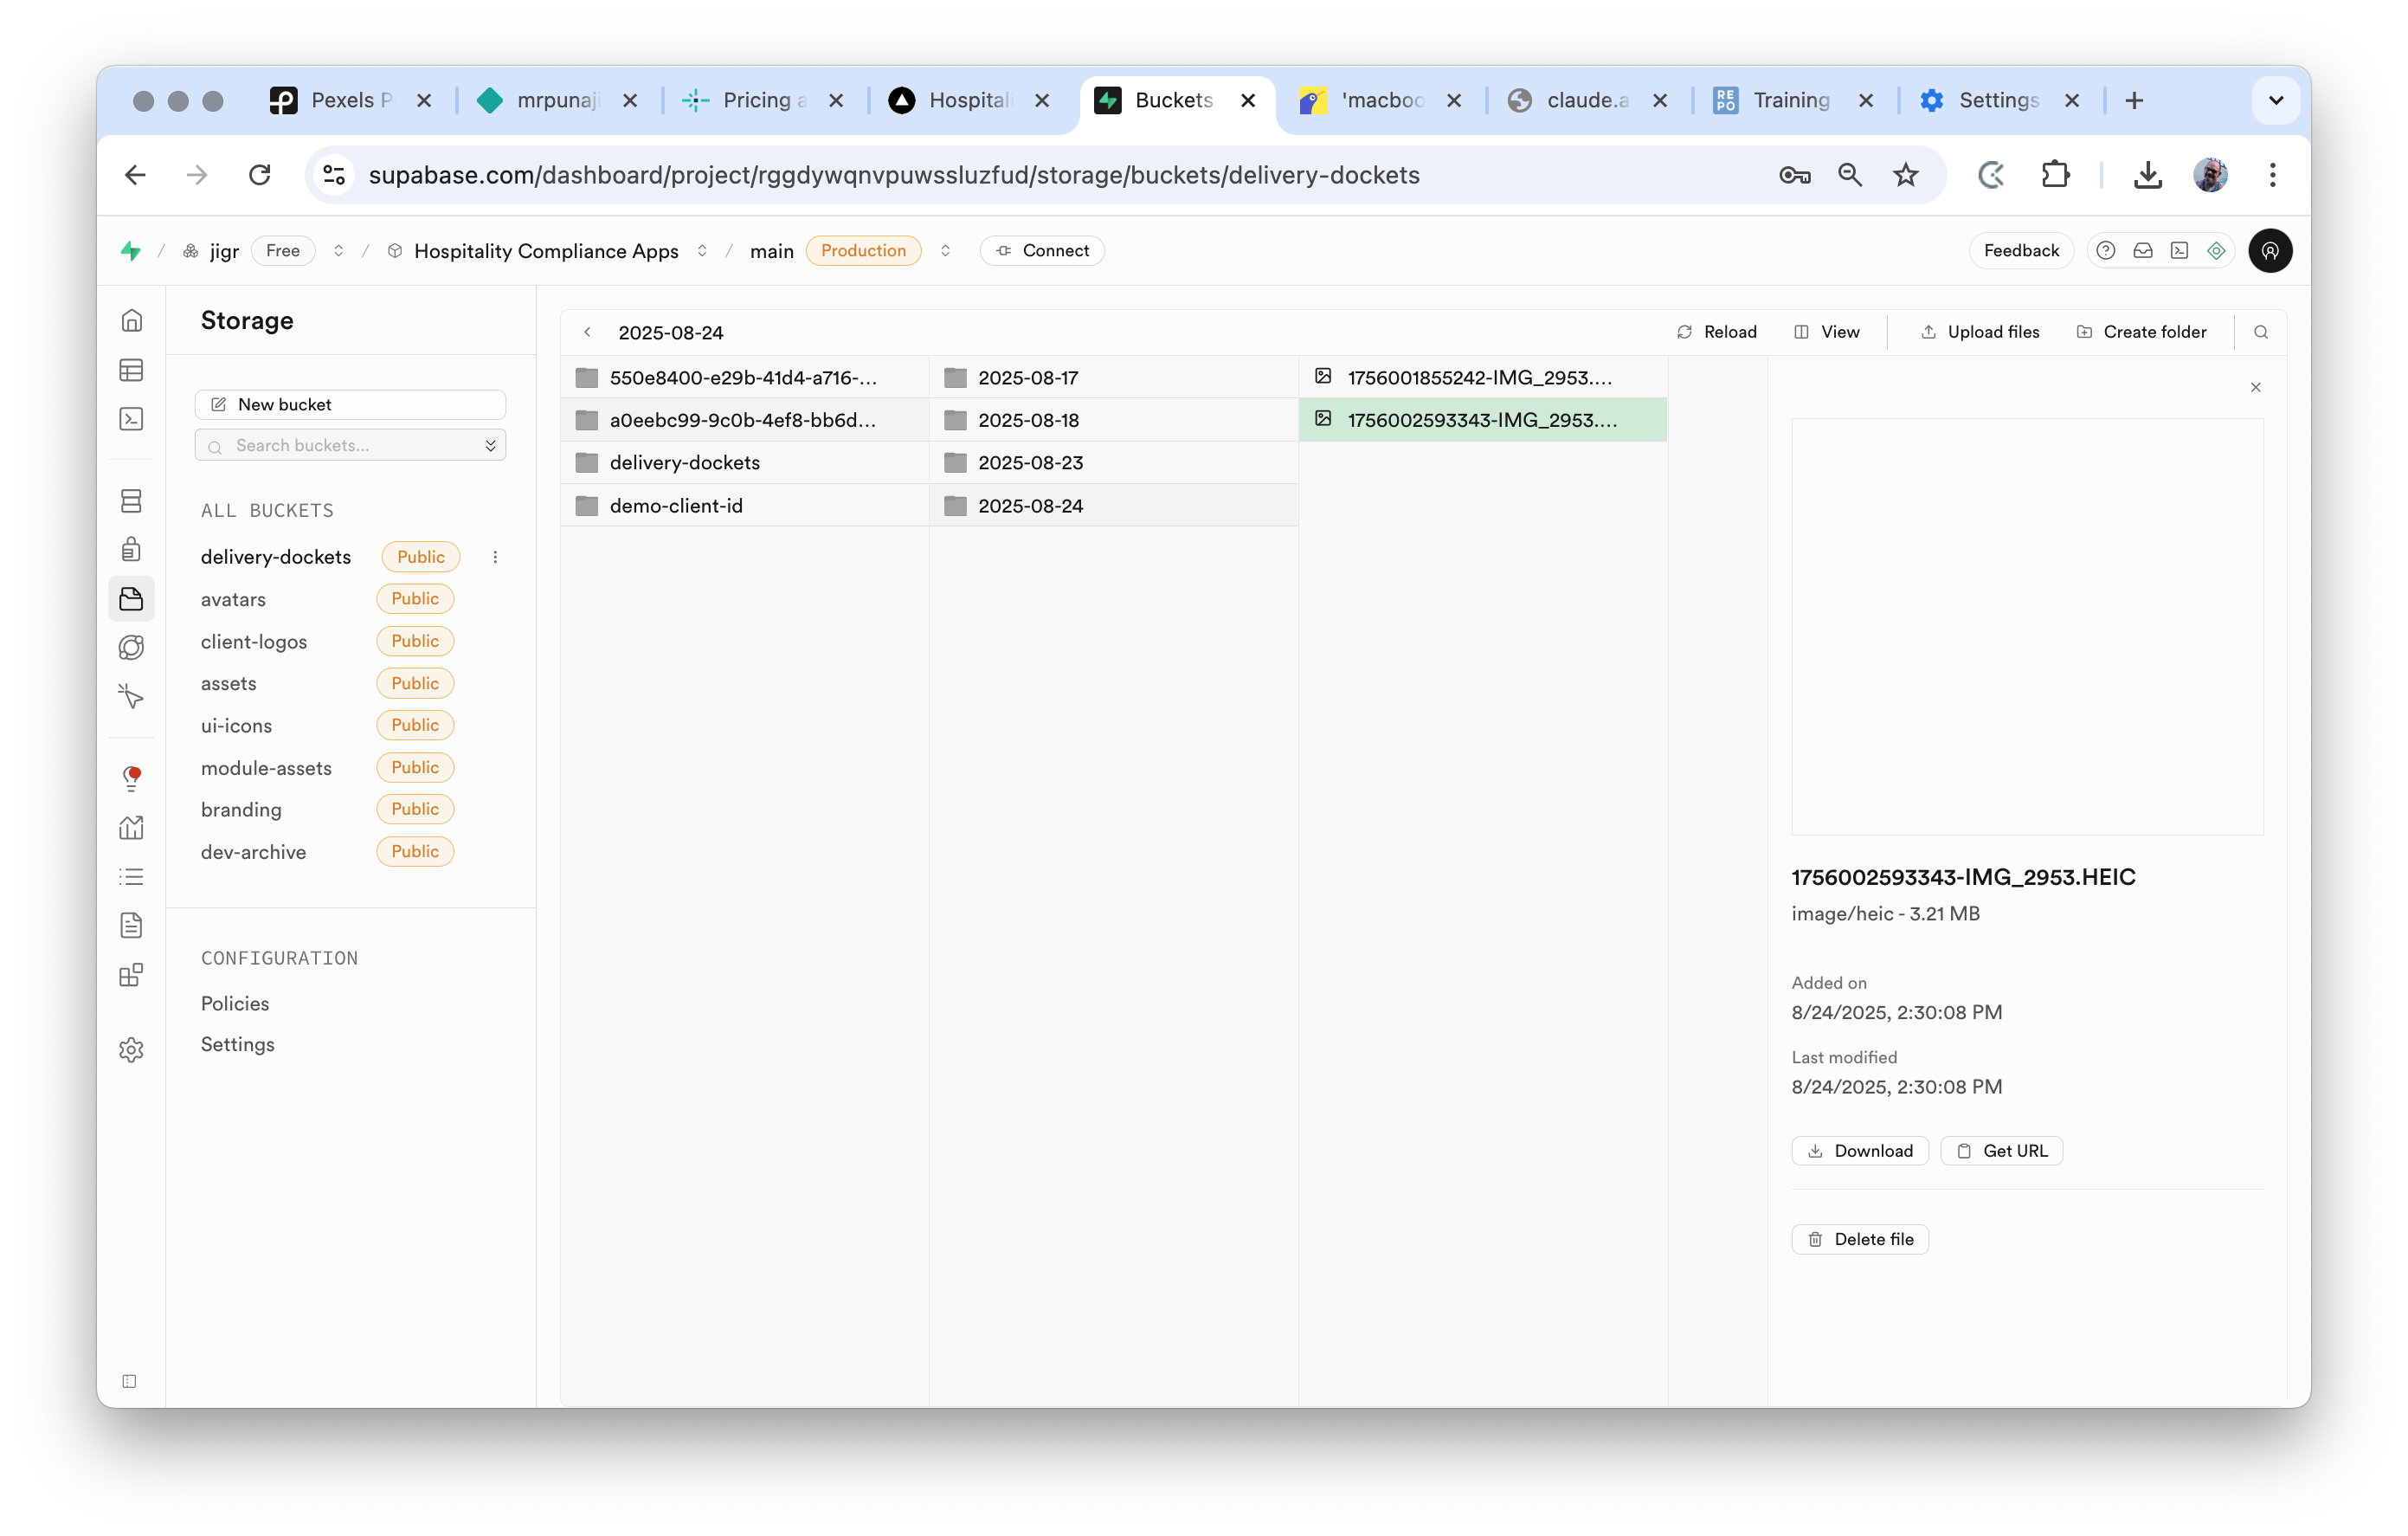 Pexels P
mrpunaji
Pricing a
Hospitali
Buckets
'macboo
claude.a
REPO
Training
Settings
supabase.com/dashboard/project/rggdywqnvpuwssluzfud/storage/buckets/delivery-dockets
/ jigr Free / Hospitality Compliance Apps / main Production Connect
Feedback
Storage
New bucket
Search buckets...
ALL BUCKETS
delivery-dockets Public
avatars Public
client-logos Public
assets Public
ui-icons Public
module-assets Public
branding Public
dev-archive Public
CONFIGURATION
Policies
Settings
2025-08-24
Reload
View
Upload files
Create folder
550e8400-e29b-41d4-a716-...
a0eebc99-9c0b-4ef8-bb6d...
delivery-dockets
demo-client-id
2025-08-17
2025-08-18
2025-08-23
2025-08-24
1756001855242-IMG_2953....
1756002593343-IMG_2953....
1756002593343-IMG_2953.HEIC
image/heic - 3.21 MB
Added on
8/24/2025, 2:30:08 PM
Last modified
8/24/2025, 2:30:08 PM
Download
Get URL
Delete file